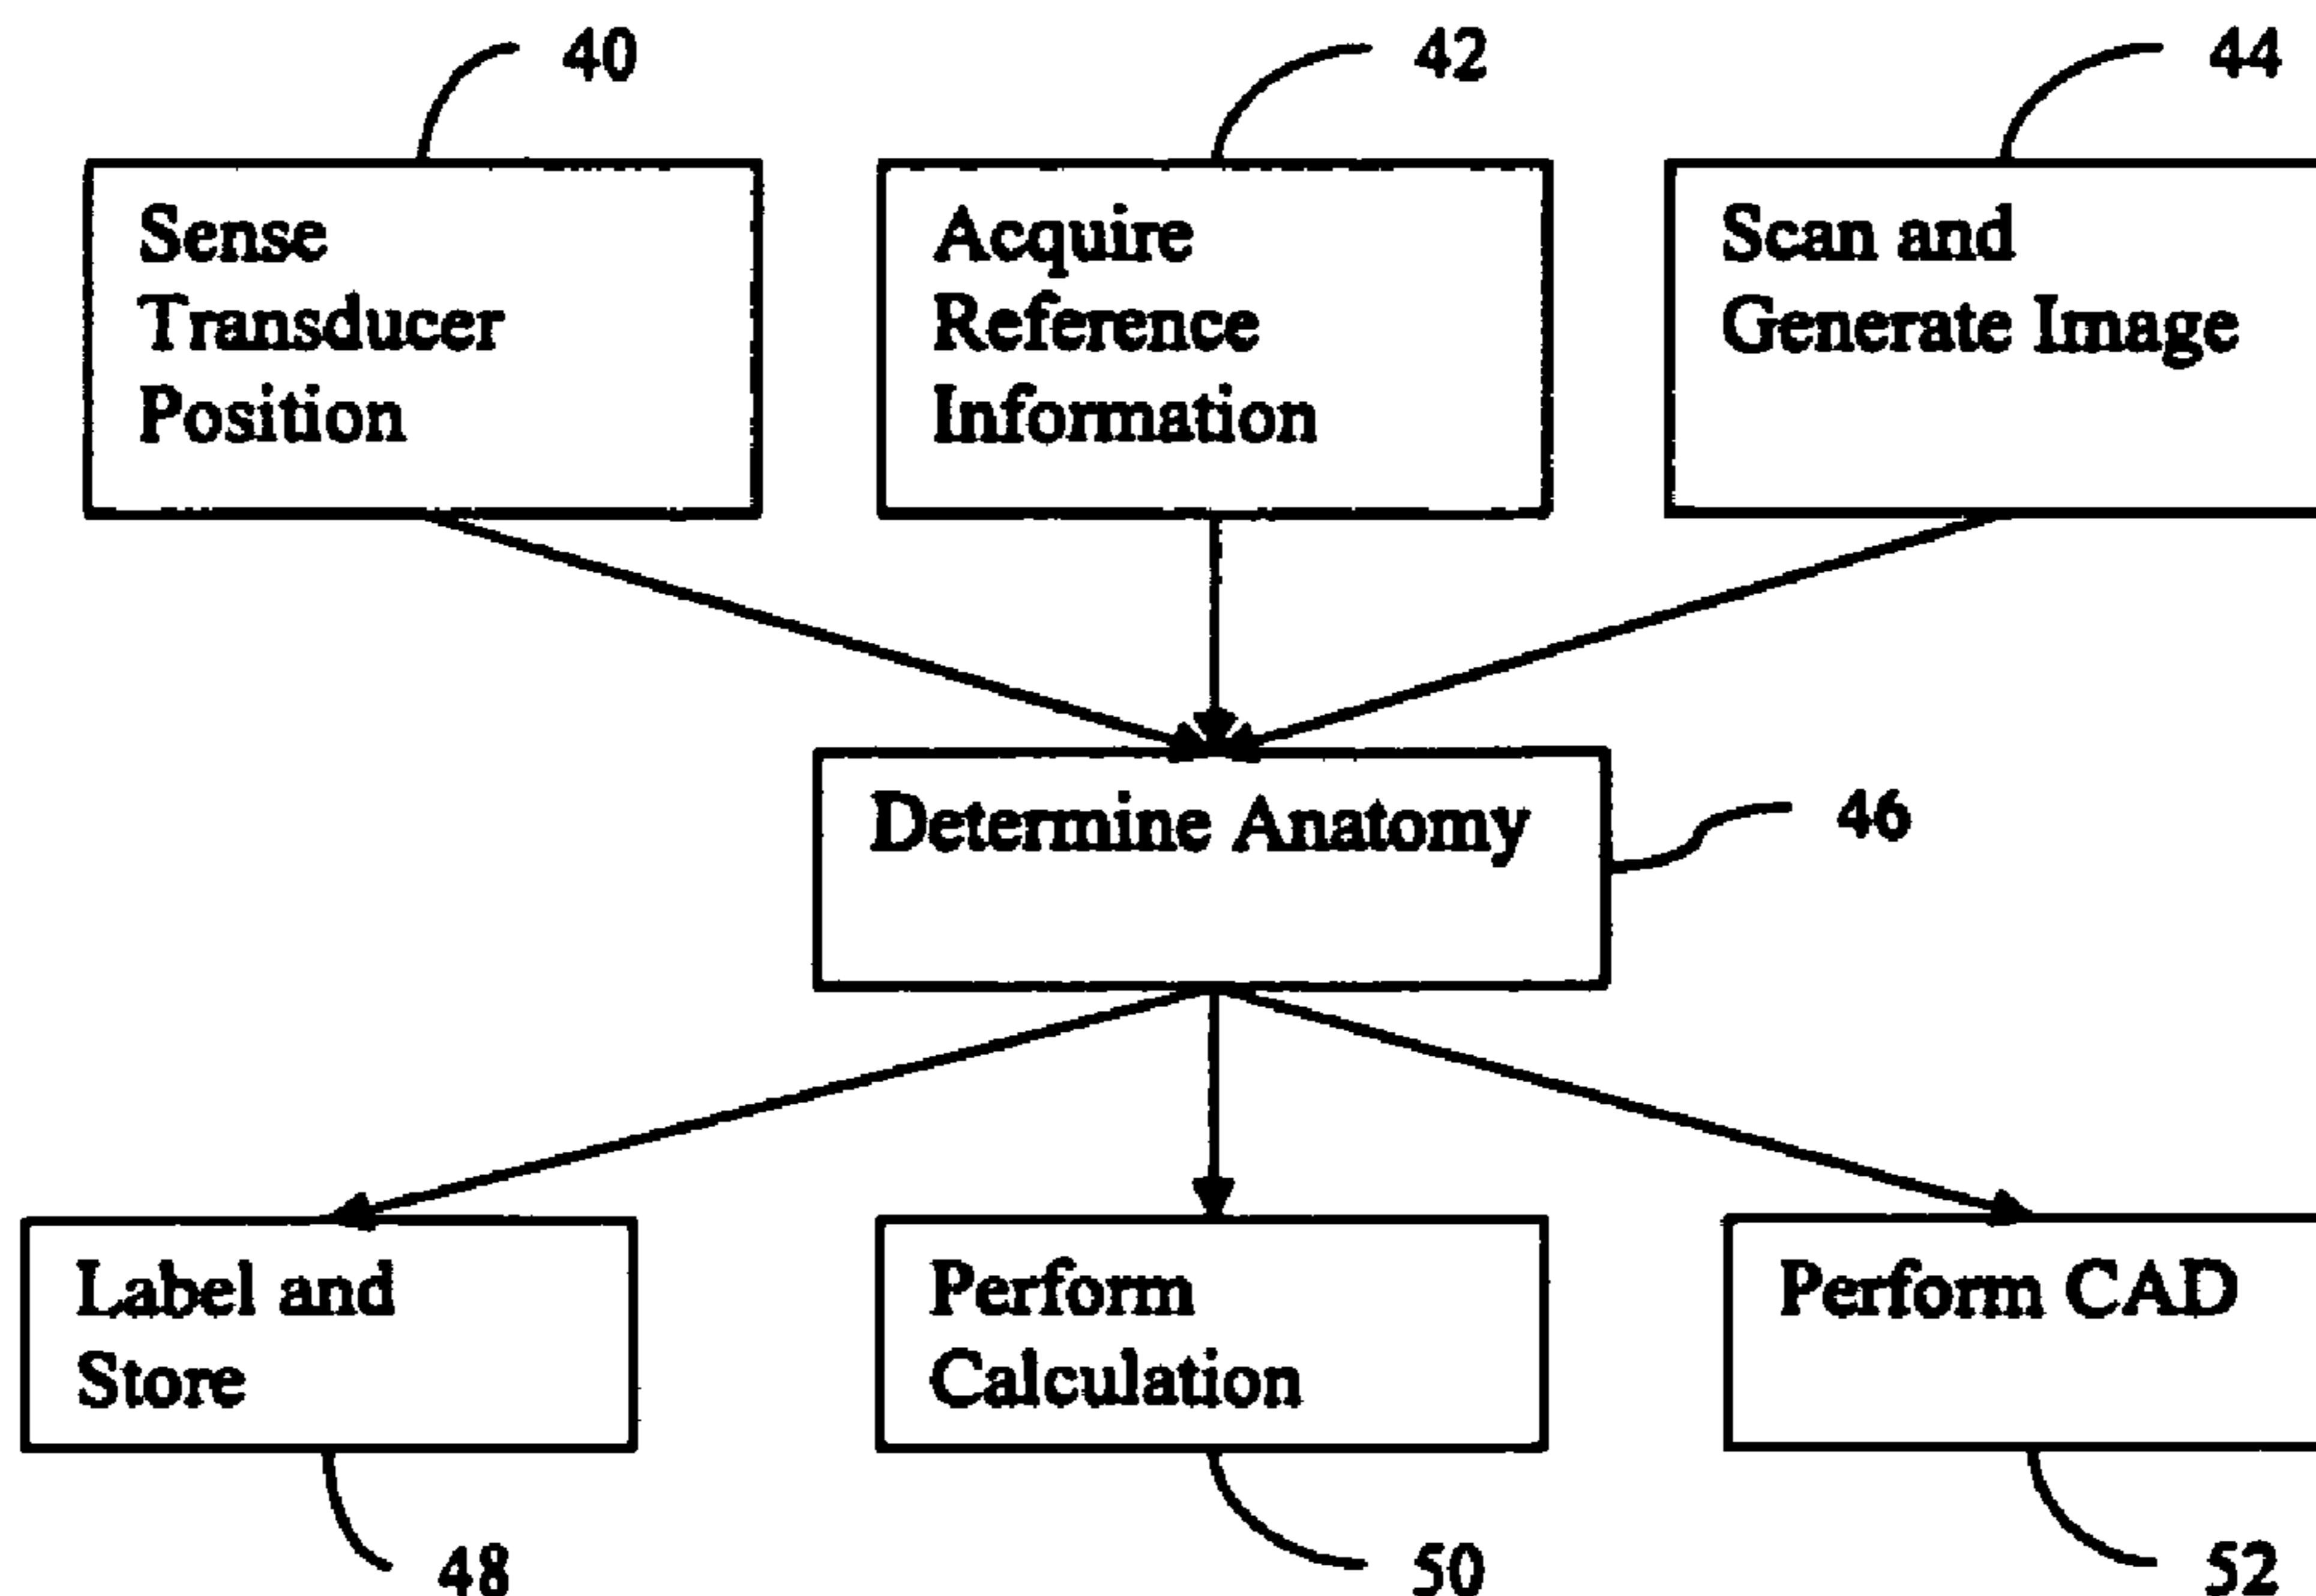 40
42
44
Sense
Transducer
Position
Acquire
Reference
Information
Scan and
Generate Image
Determine Anatomy
46
Label and
Store
Perform
Calculation
Perform CAD
48
50
52